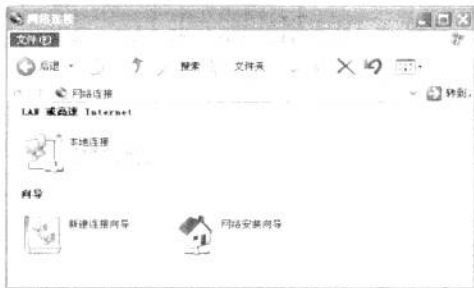 网络连接
文件(F)
后退 搜索 文件夹
网络连接 转到
LAN 或高速 Internet
本地连接
向导
新建连接向导 网络安装向导